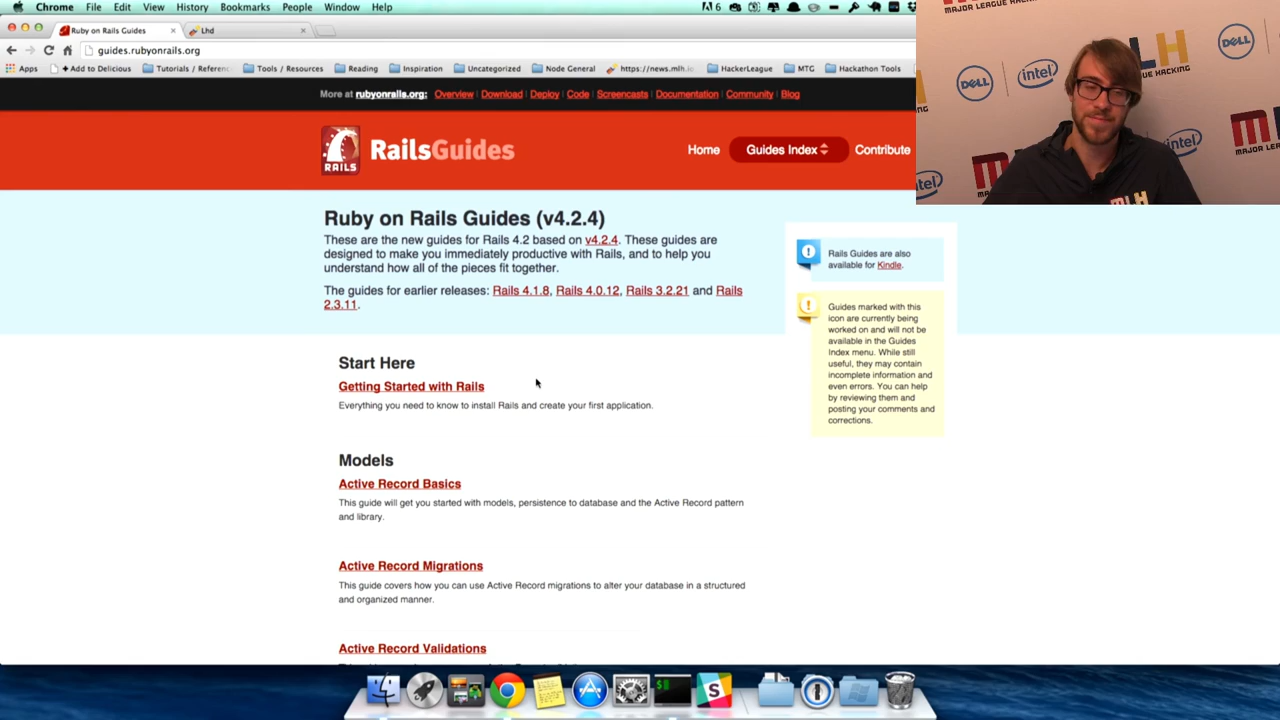 Chrome File Edit View History Bookmarks People Window Help
6
Ruby on Rails Guides
Lhd
guides.rubyonrails.org
Apps
+ Add to Delicious
Tutorials / Referen
Tools / Resources
Reading
Inspiration
Uncategorized
Node General
https://news.mlh.io
HackerLeague
MTG
Hackathon Tools
More at rubyonrails.org: Overview | Download | Deploy | Code | Screencasts | Documentation | Community | Blog
RAILS
RailsGuides
Home
Guides Index
Contribute
Ruby on Rails Guides (v4.2.4)
These are the new guides for Rails 4.2 based on v4.2.4. These guides are
designed to make you immediately productive with Rails, and to help you
understand how all of the pieces fit together.
The guides for earlier releases: Rails 4.1.8, Rails 4.0.12, Rails 3.2.21 and Rails
2.3.11.
Rails Guides are also
available for Kindle.
Guides marked with this
icon are currently being
worked on and will not be
available in the Guides
Index menu. While still
useful, they may contain
incomplete information and
even errors. You can help
by reviewing them and
posting your comments and
corrections.
Start Here
Getting Started with Rails
Everything you need to know to install Rails and create your first application.
Models
Active Record Basics
This guide will get you started with models, persistence to database and the Active Record pattern
and library.
Active Record Migrations
This guide covers how you can use Active Record migrations to alter your database in a structured
and organized manner.
Active Record Validations
MAJOR LEAGUE HACKING
DELL
intel
DELL
MLH
HACKING
intel
MAJOR LEA
intel
MLH